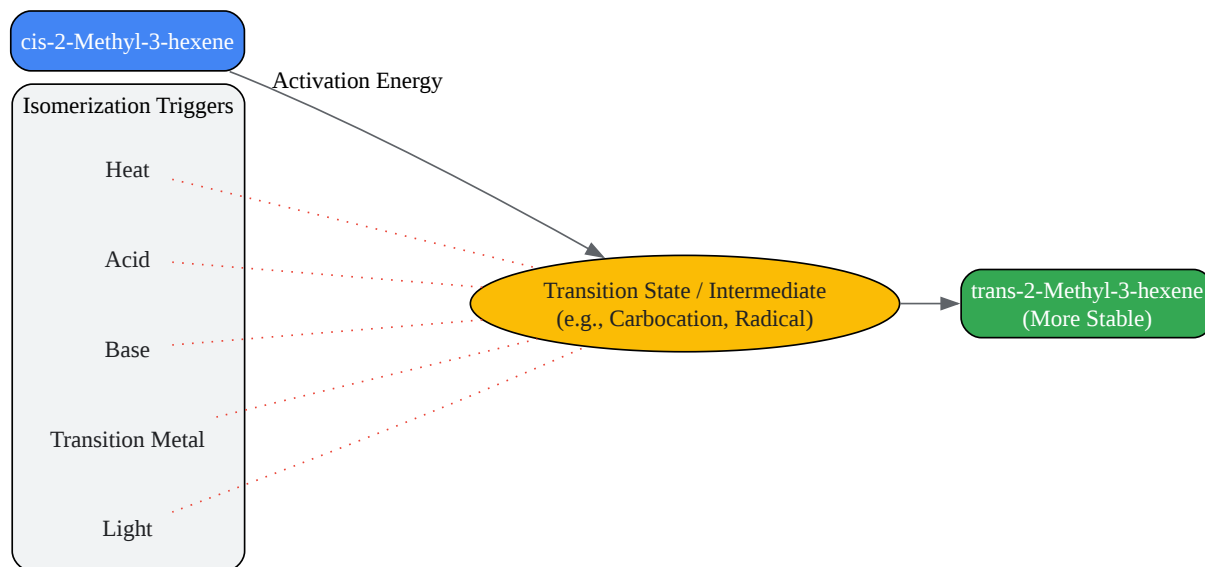 cis-2-Methyl-3-hexene
Activation Energy
Isomerization Triggers
Heat
Acid
Base
Transition Metal
Light
Transition State / Intermediate
(e.g., Carbocation, Radical)
trans-2-Methyl-3-hexene
(More Stable)